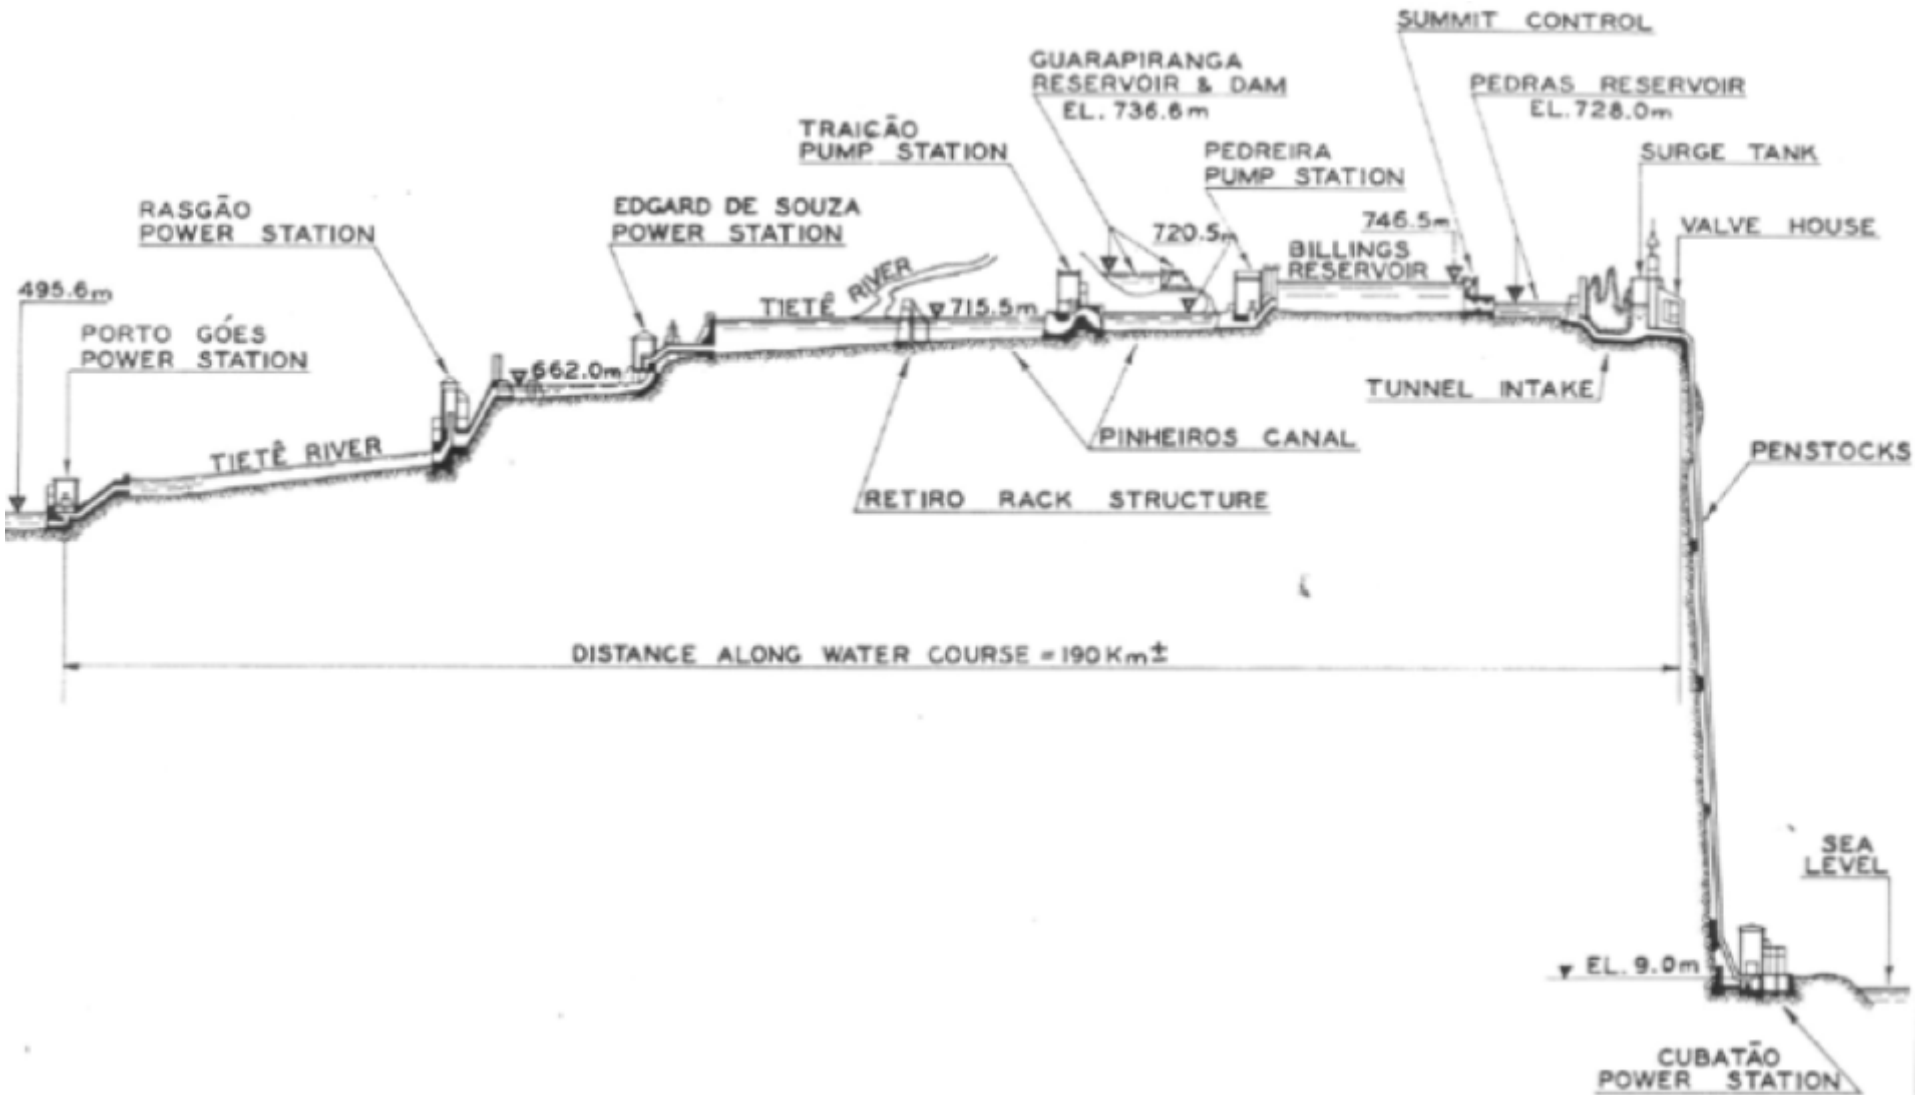 SUMMIT CONTROL
GUARAPIRANGA
RESERVOIR & DAM
EL. 736.6m
PEDRAS RESERVOIR
EL. 728.0m
TRAIÇÃO
PUMP STATION
PEDREIRA
PUMP STATION
SURGE TANK
RASGÃO
POWER STATION
EDGARD DE SOUZA
POWER STATION
720.5m
746.5m
VALVE HOUSE
BILLINGS
RESERVOIR
TIETÊ RIVER
715.5m
495.6m
PORTO GÓES
POWER STATION
662.0m
TUNNEL INTAKE
TIETÊ RIVER
PINHEIROS CANAL
PENSTOCKS
RETIRO RACK STRUCTURE
DISTANCE ALONG WATER COURSE = 190 Km ±
SEA
LEVEL
EL. 9.0m
CUBATÃO
POWER STATION